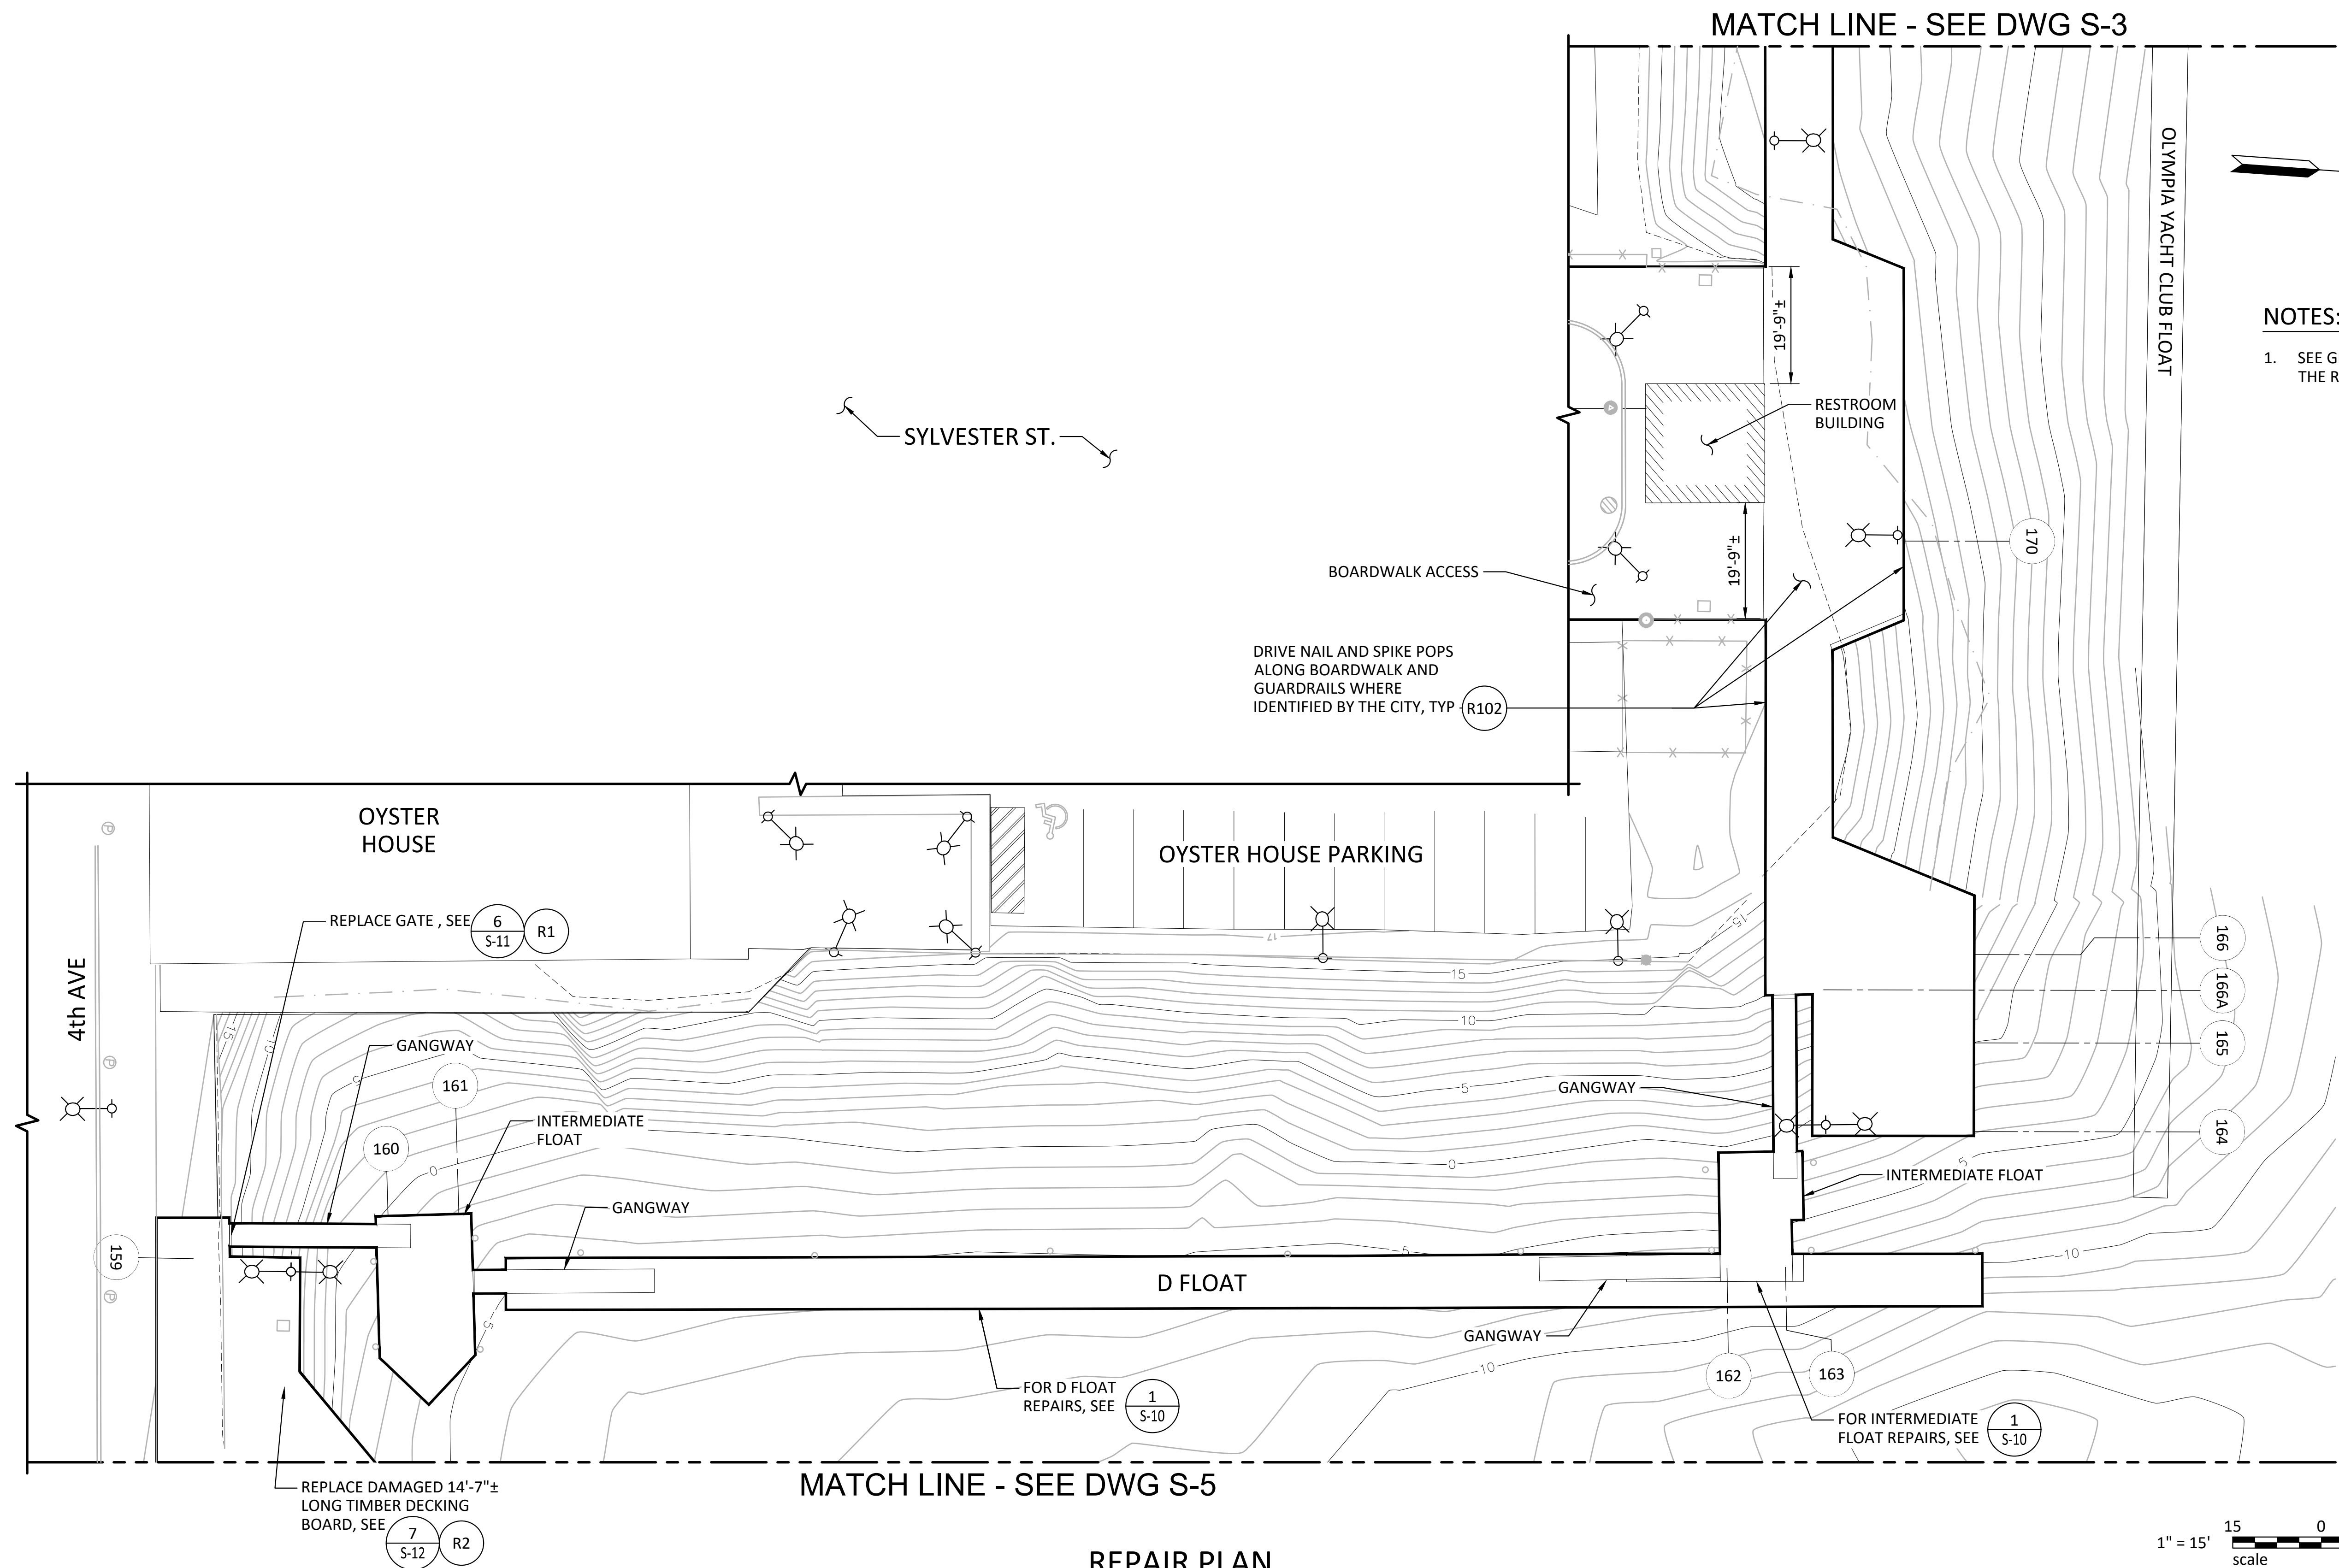 MATCH LINE - SEE DWG S-3
OLYMPIA YACHT CLUB FLOAT
NOTES:
1. SEE G
THE R
19'-9"±
RESTROOM
BUILDING
SYLVESTER ST.
170
19'-9"±
BOARDWALK ACCESS
DRIVE NAIL AND SPIKE POPS
ALONG BOARDWALK AND
GUARDRAILS WHERE
IDENTIFIED BY THE CITY, TYP
R102
OYSTER
HOUSE
OYSTER HOUSE PARKING
P
REPLACE GATE , SEE
6
S-11
R1
4th AVE
17
15
15
166
166A
165
164
15
10
10
5
5
GANGWAY
P
161
INTERMEDIATE
FLOAT
GANGWAY
160
0
0
5
INTERMEDIATE FLOAT
GANGWAY
159
P
-5
-10
D FLOAT
5
GANGWAY
-10
162
163
FOR D FLOAT
REPAIRS, SEE
1
S-10
FOR INTERMEDIATE
FLOAT REPAIRS, SEE
1
S-10
MATCH LINE - SEE DWG S-5
REPLACE DAMAGED 14'-7"±
LONG TIMBER DECKING
BOARD, SEE
7
S-12
R2
REPAIR PLAN
1" = 15'
15
0
scale